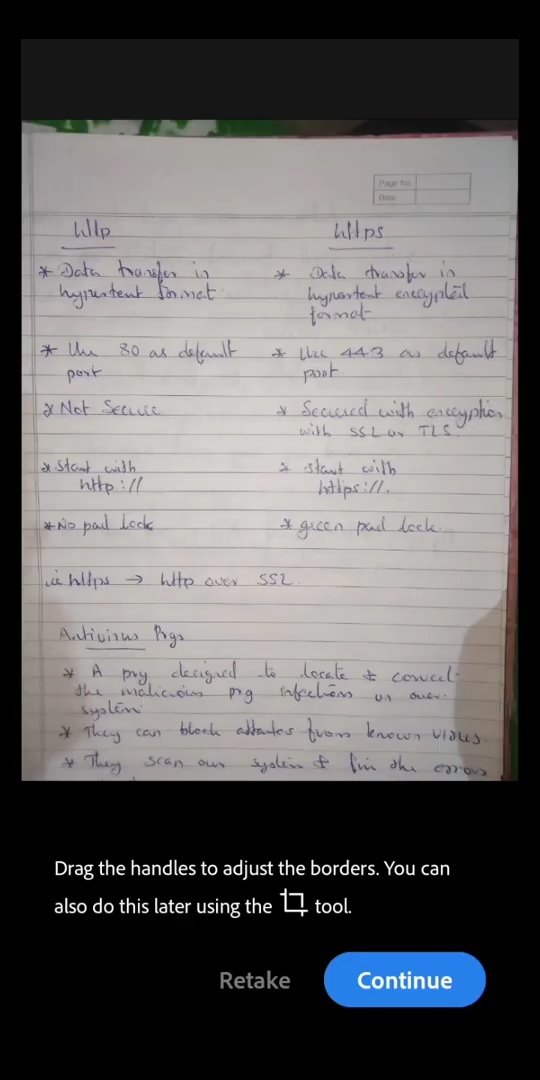 Page No.
Date
http https
* Data transfer in * Data transfer in
hypertent format hypertent encrypted
format
* Use 80 as default * Use 443 as default
port port
* Not Secure * Secured with encryption
with SSL or TLS.
* Start with * start with
http :// https://.
* No pad lock * green pad lock.
ie https → http over SSL.
Antivirus Prgs
* A prg designed to locate & correct
the malicious prg infections in our
system
* They can block attacks from known virus.
* They scan our system & fix the errors
Drag the handles to adjust the borders. You can
also do this later using the tool.
Retake Continue